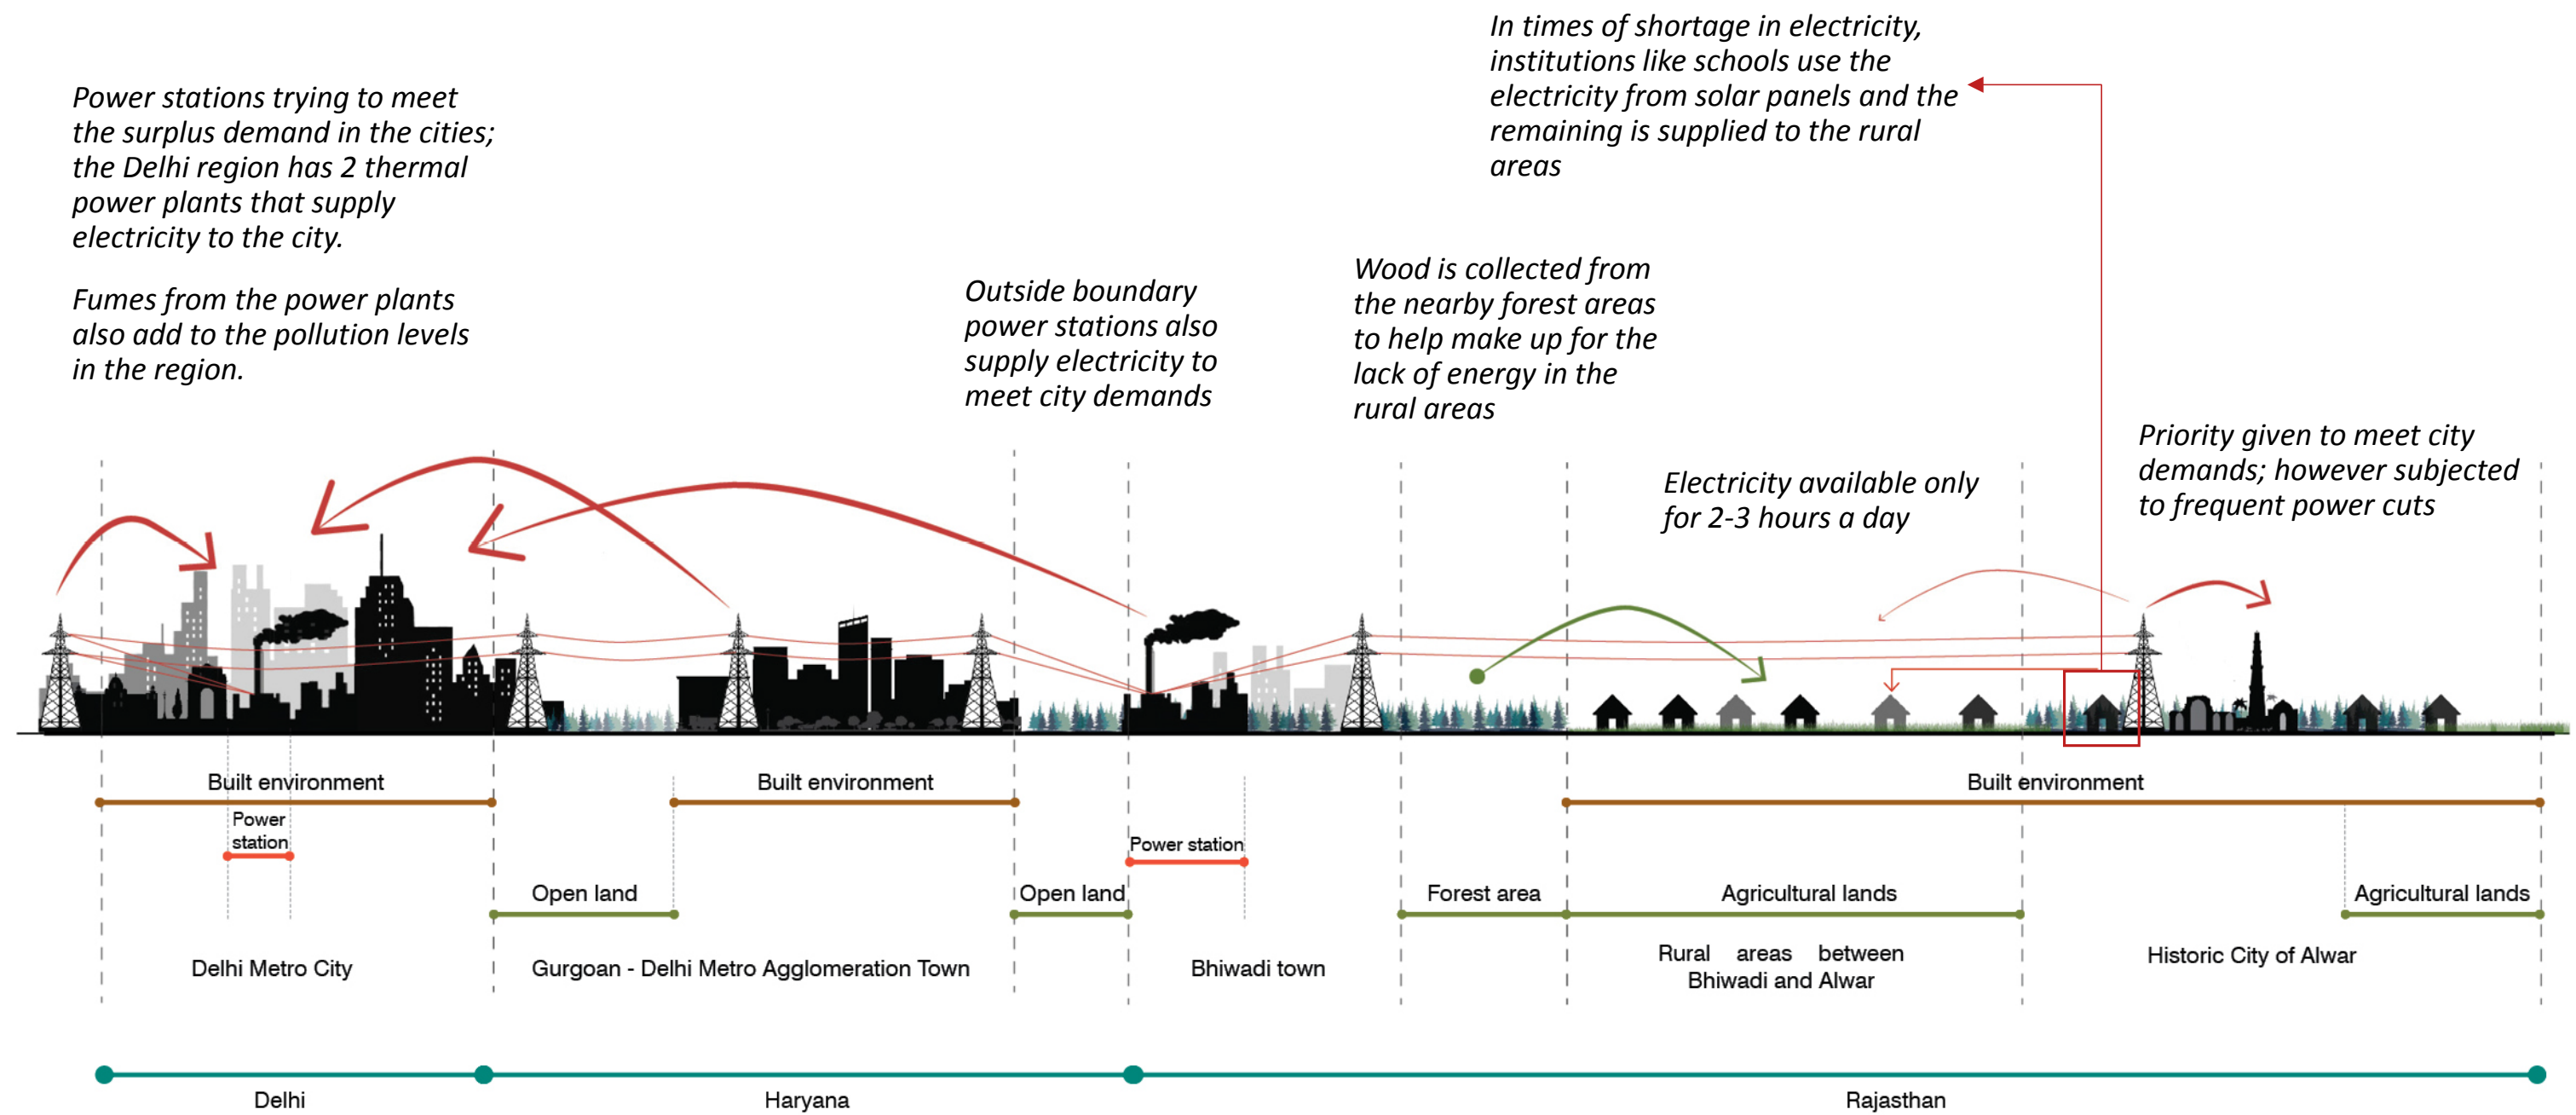 In times of shortage in electricity,
institutions like schools use the
electricity from solar panels and the
remaining is supplied to the rural
areas
Power stations trying to meet
the surplus demand in the cities;
the Delhi region has 2 thermal
power plants that supply
electricity to the city.
Fumes from the power plants
also add to the pollution levels
in the region.
Outside boundary
power stations also
supply electricity to
meet city demands
Wood is collected from
the nearby forest areas
to help make up for the
lack of energy in the
rural areas
Electricity available only
for 2-3 hours a day
Priority given to meet city
demands; however subjected
to frequent power cuts
Built environment
Built environment
Built environment
Power
station
Power station
Open land
Open land
Forest area
Agricultural lands
Agricultural lands
Delhi Metro City
Gurgoan - Delhi Metro Agglomeration Town
Bhiwadi town
Rural areas between
Bhiwadi and Alwar
Historic City of Alwar
Delhi
Haryana
Rajasthan